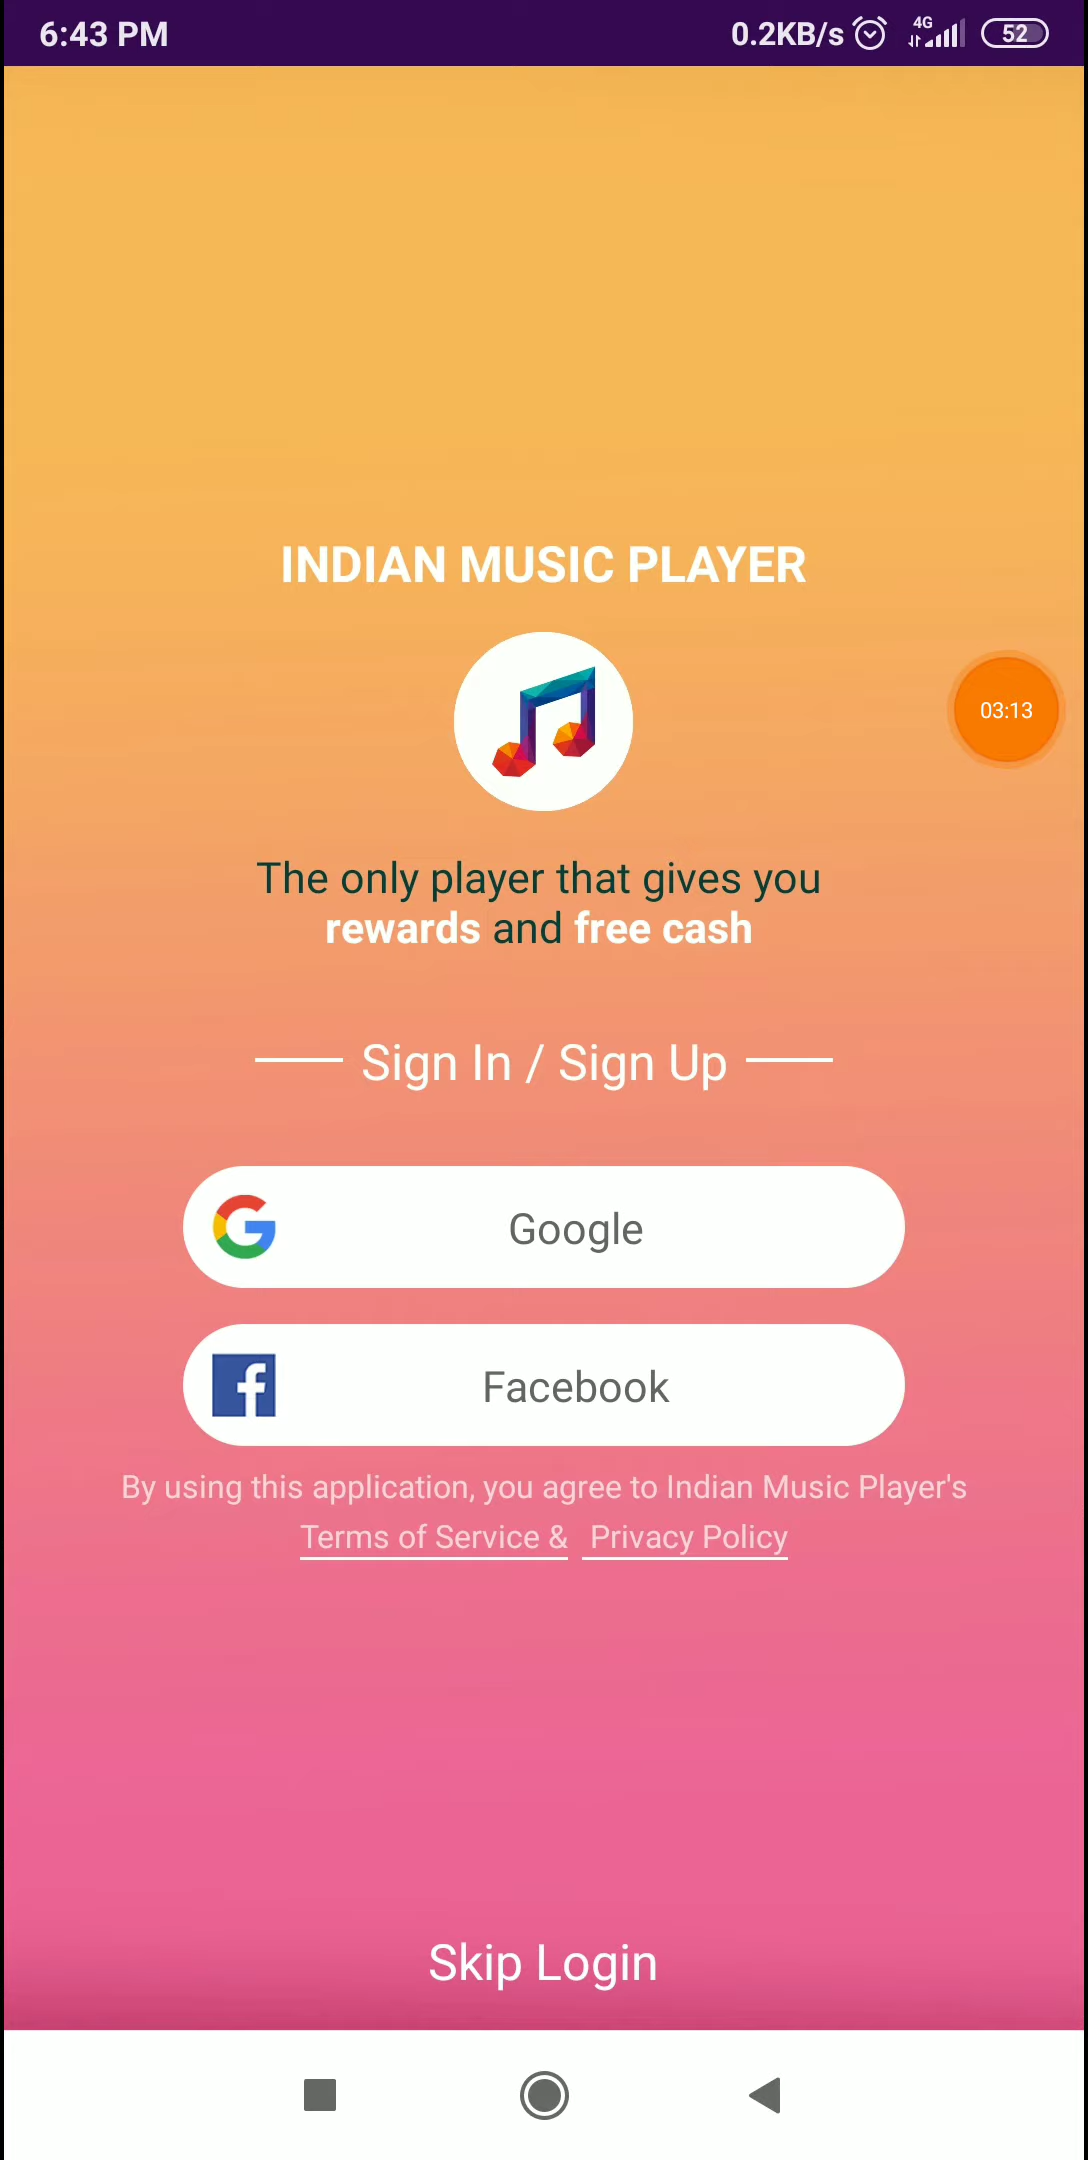 6:43 PM
0.2KB/s 4G 52
INDIAN MUSIC PLAYER
03:13
The only player that gives you
rewards and free cash
Sign In / Sign Up
Google
Facebook
By using this application, you agree to Indian Music Player's
Terms of Service & Privacy Policy
Skip Login